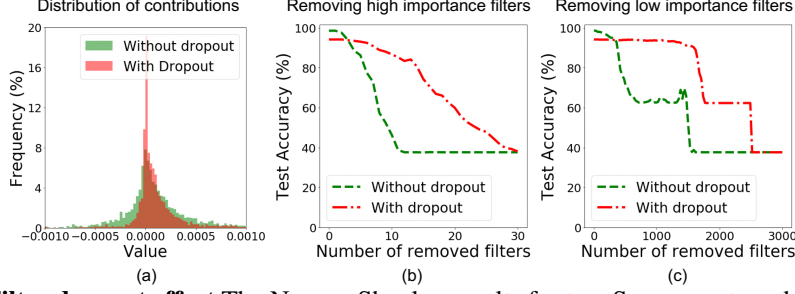 Distribution of contributions
Removing high importance filters
Removing low importance filters
Frequency (%)
20
16
12
8
4
0
Without dropout
With Dropout
−0.0010 −0.0005 0.0000 0.0005 0.0010
Value
(a)
Test Accuracy (%)
100
80
60
40
20
0
Without dropout
With dropout
0 10 20 30
Number of removed filters
(b)
Test Accuracy (%)
100
80
60
40
20
0
Without dropout
With dropout
0 1000 2000 3000
Number of removed filters
(c)